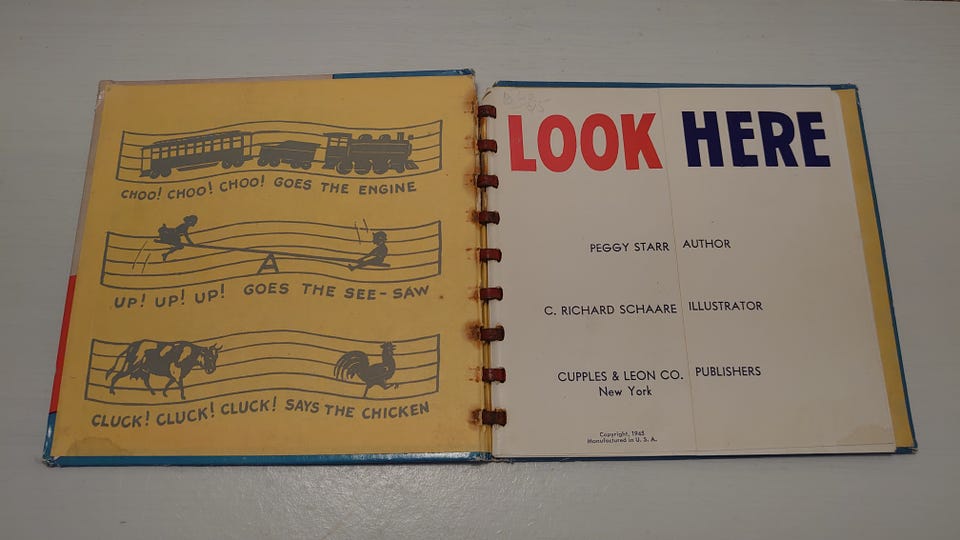 CHOO! CHOO! CHOO! GOES THE ENGINE
UP! UP! UP! GOES THE SEE-SAW
CLUCK! CLUCK! CLUCK! SAYS THE CHICKEN
LOOK HERE
PEGGY STARR AUTHOR
C. RICHARD SCHAARE ILLUSTRATOR
CUPPLES & LEON CO. PUBLISHERS
New York
Copyright, 1945
Manufactured in U. S. A.